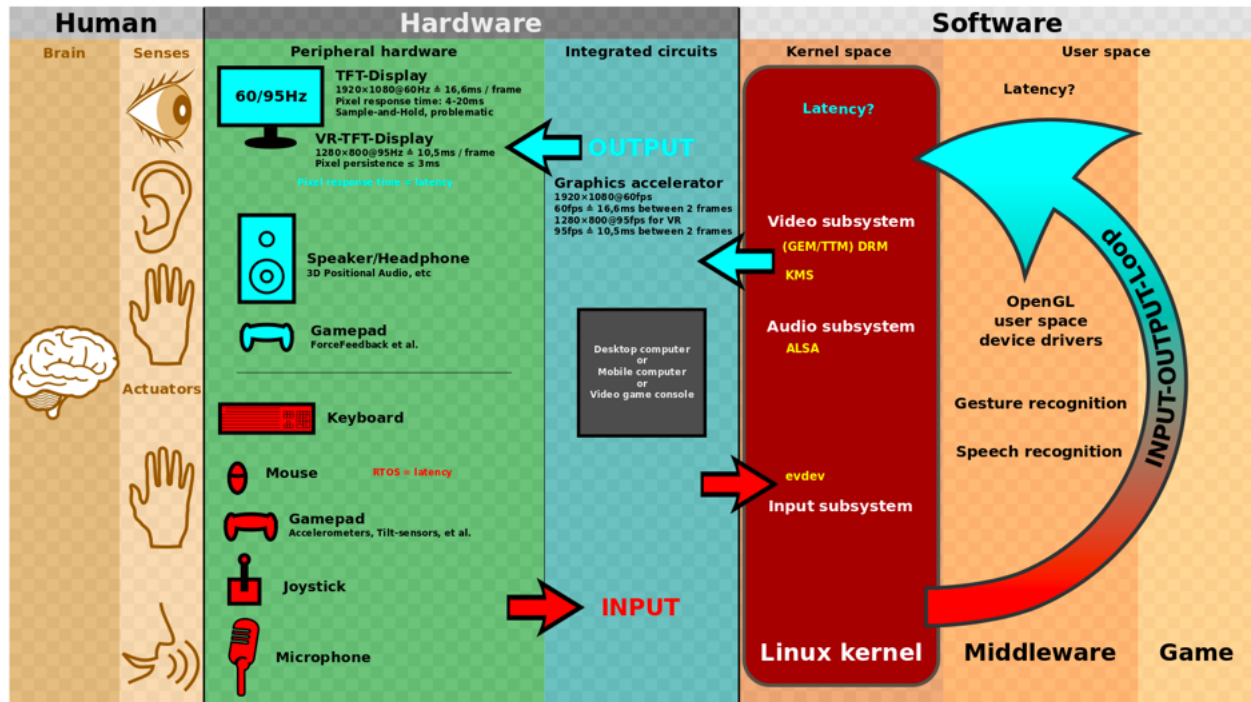 Human
Hardware
Software
Brain
Senses
Peripheral hardware
Integrated circuits
Kernel space
User space
60/95Hz
TFT-Display
1920×1080@60Hz ≙ 16,6ms / frame
Pixel response time: 4-20ms
Sample-and-Hold, problematic
VR-TFT-Display
1280×800@95Hz ≙ 10,5ms / frame
Pixel persistence ≤ 3ms
Pixel response time = latency
OUTPUT
Graphics accelerator
1920×1080@60fps
60fps ≙ 16,6ms between 2 frames
1280×800@95fps for VR
95fps ≙ 10,5ms between 2 frames
Speaker/Headphone
3D Positional Audio, etc
Gamepad
ForceFeedback et al.
Desktop computer
or
Mobile computer
or
Video game console
Actuators
Keyboard
Mouse
RTOS = latency
Gamepad
Accelerometers, Tilt-sensors, et al.
Joystick
INPUT
Microphone
Latency?
Video subsystem
(GEM/TTM) DRM
KMS
Audio subsystem
ALSA
evdev
Input subsystem
Linux kernel
Latency?
OpenGL
user space
device drivers
Gesture recognition
Speech recognition
INPUT-OUTPUT-Loop
Middleware
Game